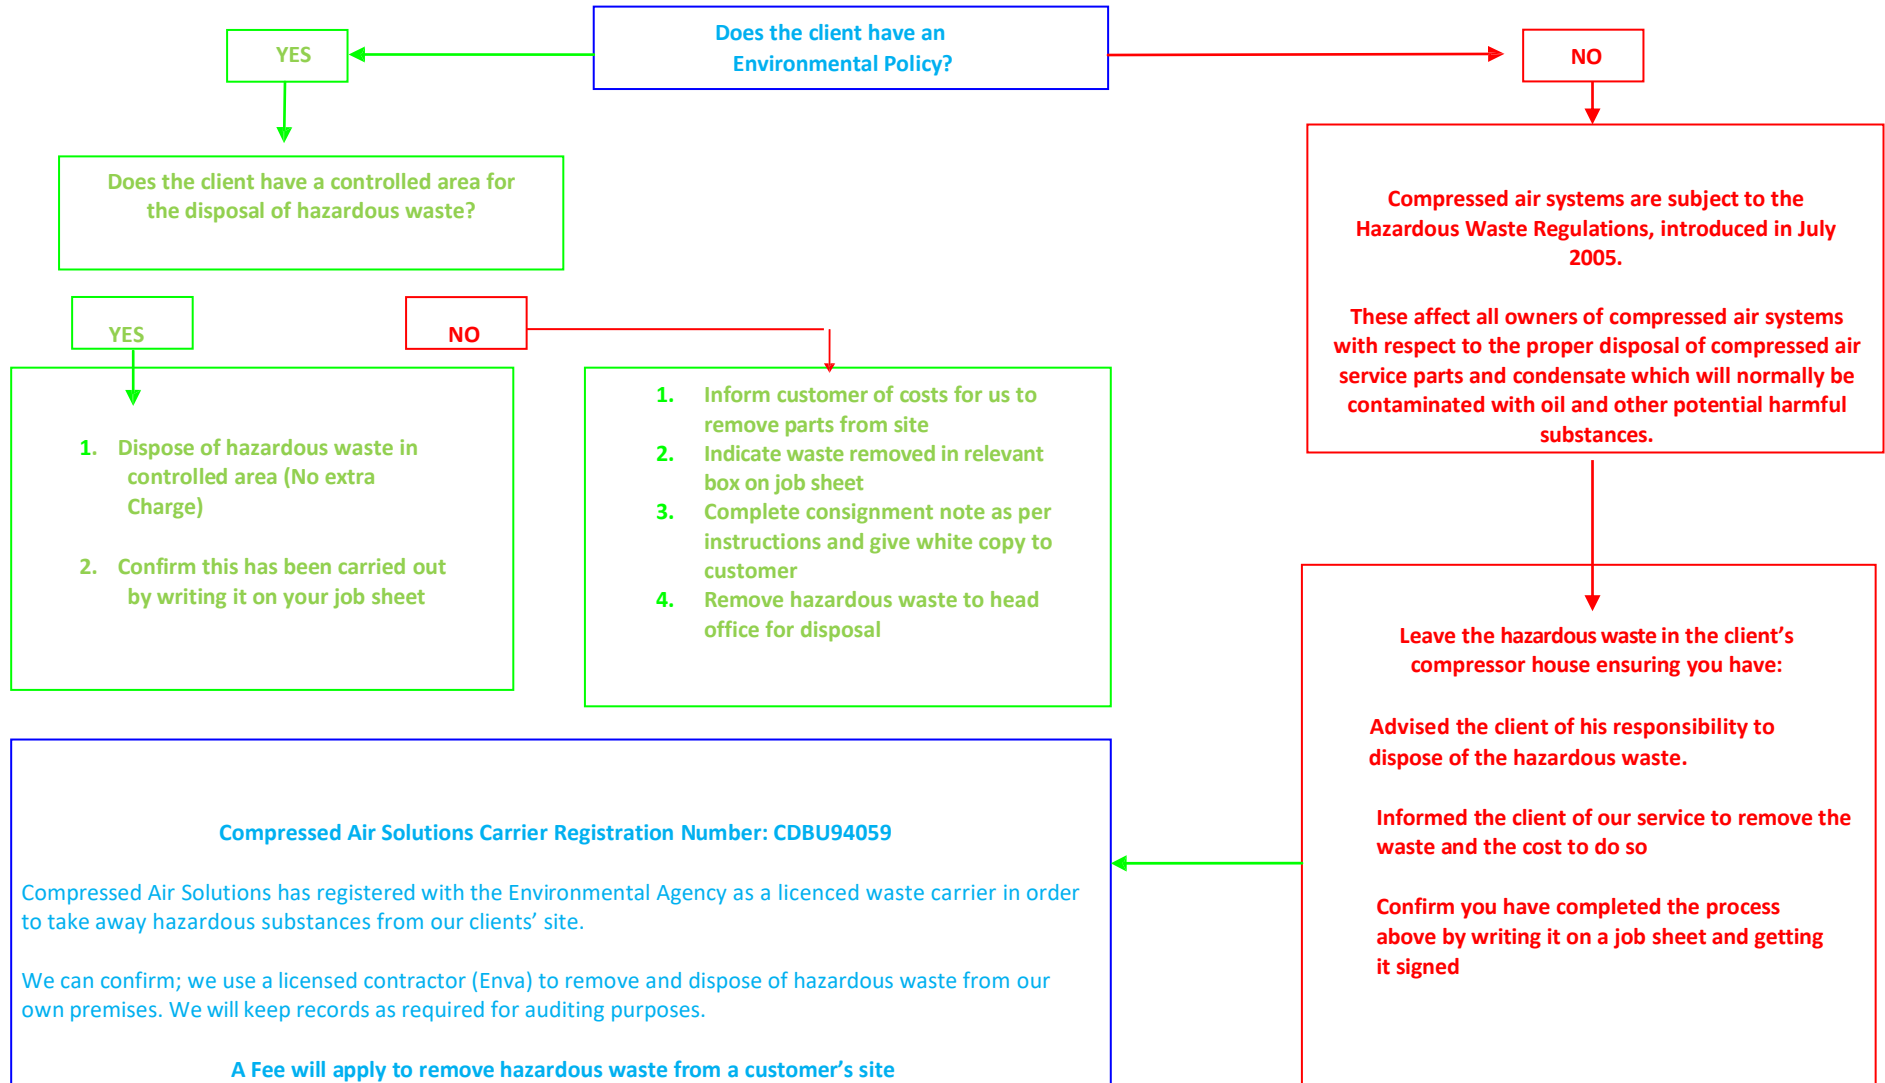 Does the client have an
Environmental Policy?
YES
NO
Does the client have a controlled area for
the disposal of hazardous waste?
YES
NO
1. Dispose of hazardous waste in
controlled area (No extra
Charge)
2. Confirm this has been carried out
by writing it on your job sheet
1. Inform customer of costs for us to
remove parts from site
2. Indicate waste removed in relevant
box on job sheet
3. Complete consignment note as per
instructions and give white copy to
customer
4. Remove hazardous waste to head
office for disposal
Compressed air systems are subject to the
Hazardous Waste Regulations, introduced in July
2005.
These affect all owners of compressed air systems
with respect to the proper disposal of compressed air
service parts and condensate which will normally be
contaminated with oil and other potential harmful
substances.
Leave the hazardous waste in the client’s
compressor house ensuring you have:
Advised the client of his responsibility to
dispose of the hazardous waste.
Informed the client of our service to remove the
waste and the cost to do so
Confirm you have completed the process
above by writing it on a job sheet and getting
it signed
Compressed Air Solutions Carrier Registration Number: CDBU94059
Compressed Air Solutions has registered with the Environmental Agency as a licenced waste carrier in order
to take away hazardous substances from our clients’ site.
We can confirm; we use a licensed contractor (Enva) to remove and dispose of hazardous waste from our
own premises. We will keep records as required for auditing purposes.
A Fee will apply to remove hazardous waste from a customer’s site